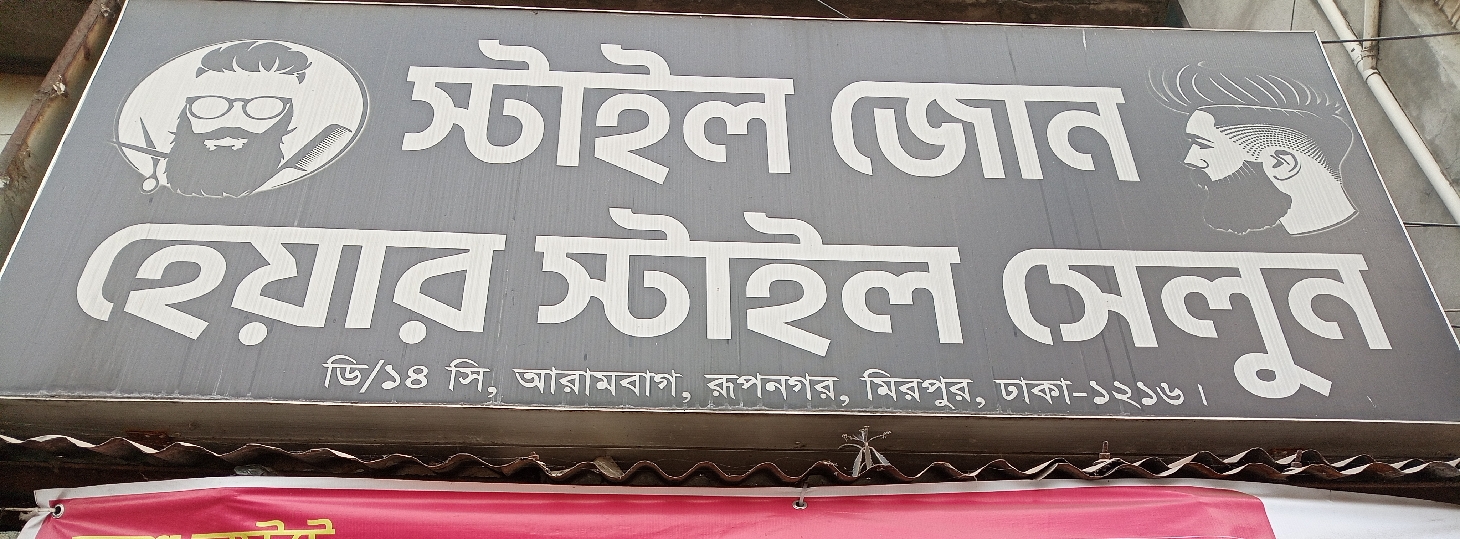 স্টাইল জোন
হেয়ার স্টাইল সেলুন
ডি/১৪ সি, আরামবাগ, রূপনগর, মিরপুর, ঢাকা-১২১৬।